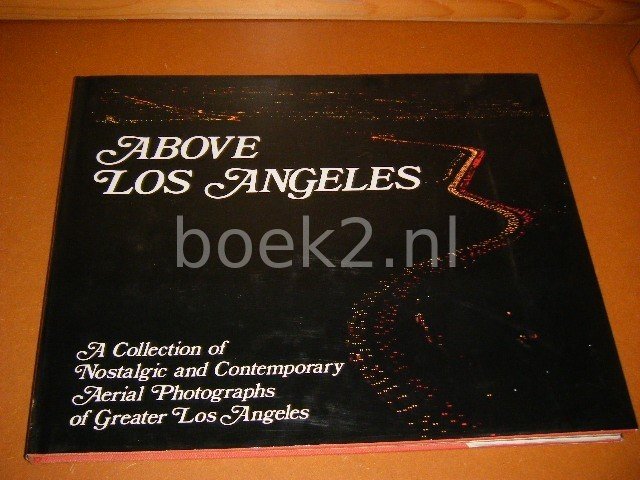 ABOVE
LOS ANGELES
boek2.nl
A Collection of
Nostalgic and Contemporary
Aerial Photographs
of Greater Los Angeles